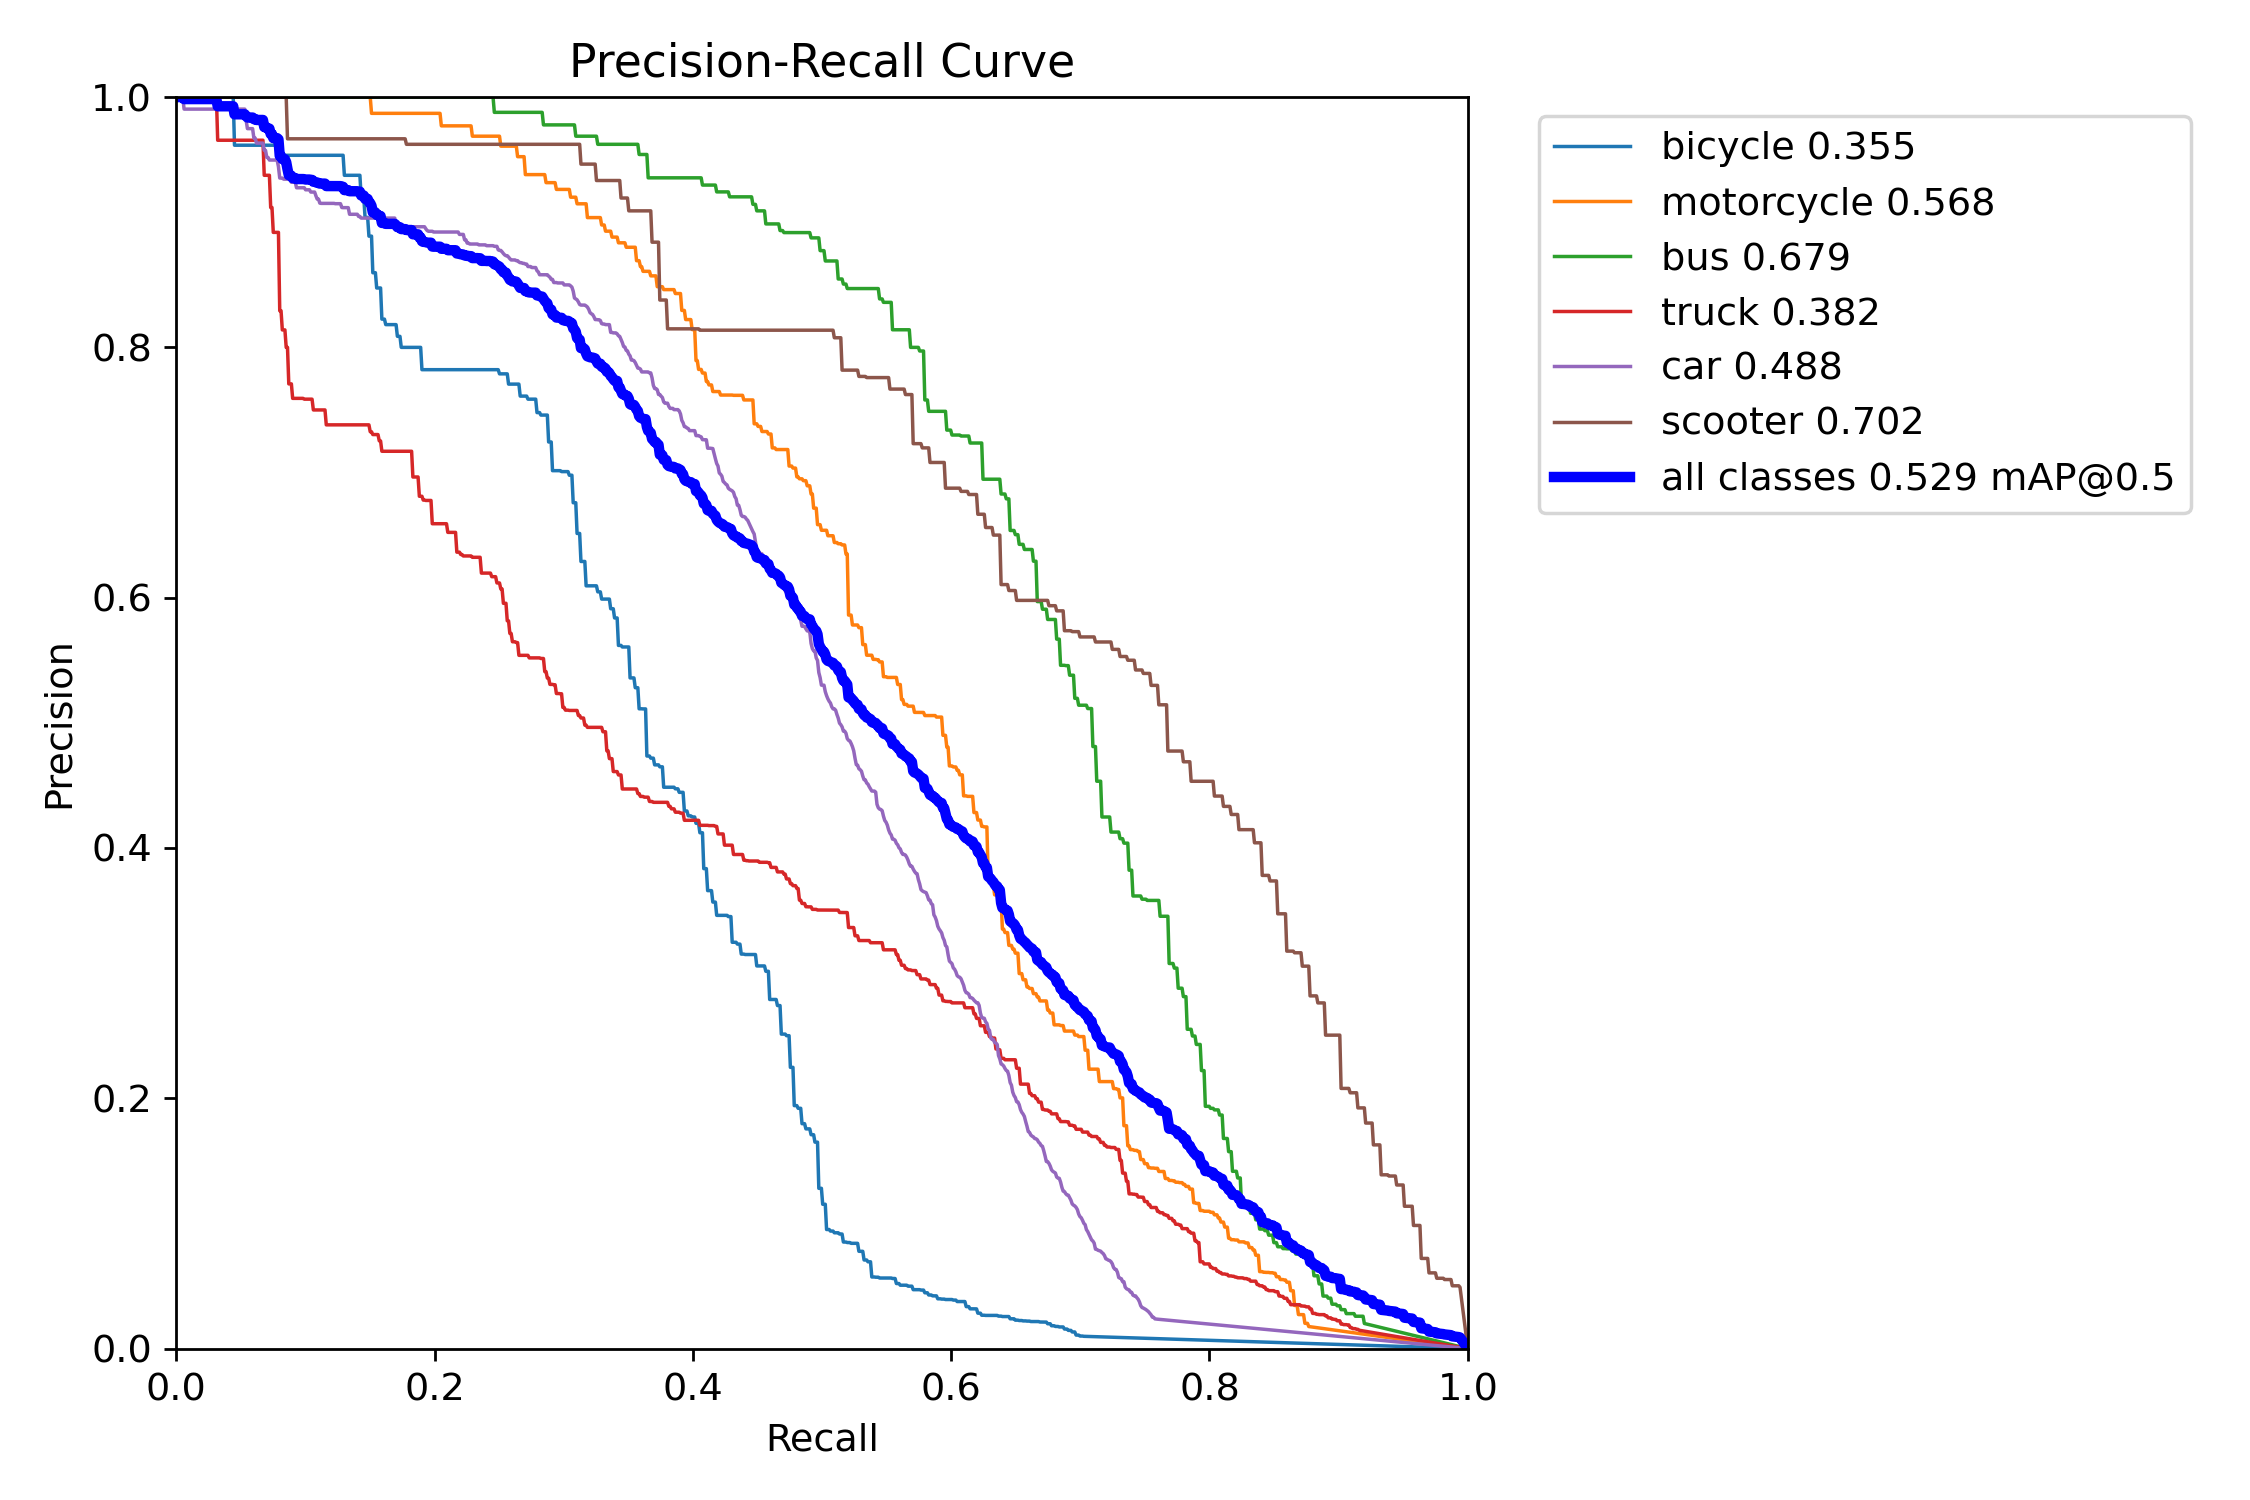 Precision-Recall Curve
1.0
0.8
0.6
0.4
0.2
0.0
Precision
0.0 0.2 0.4 0.6 0.8 1.0
Recall
bicycle 0.355
motorcycle 0.568
bus 0.679
truck 0.382
car 0.488
scooter 0.702
all classes 0.529 mAP@0.5